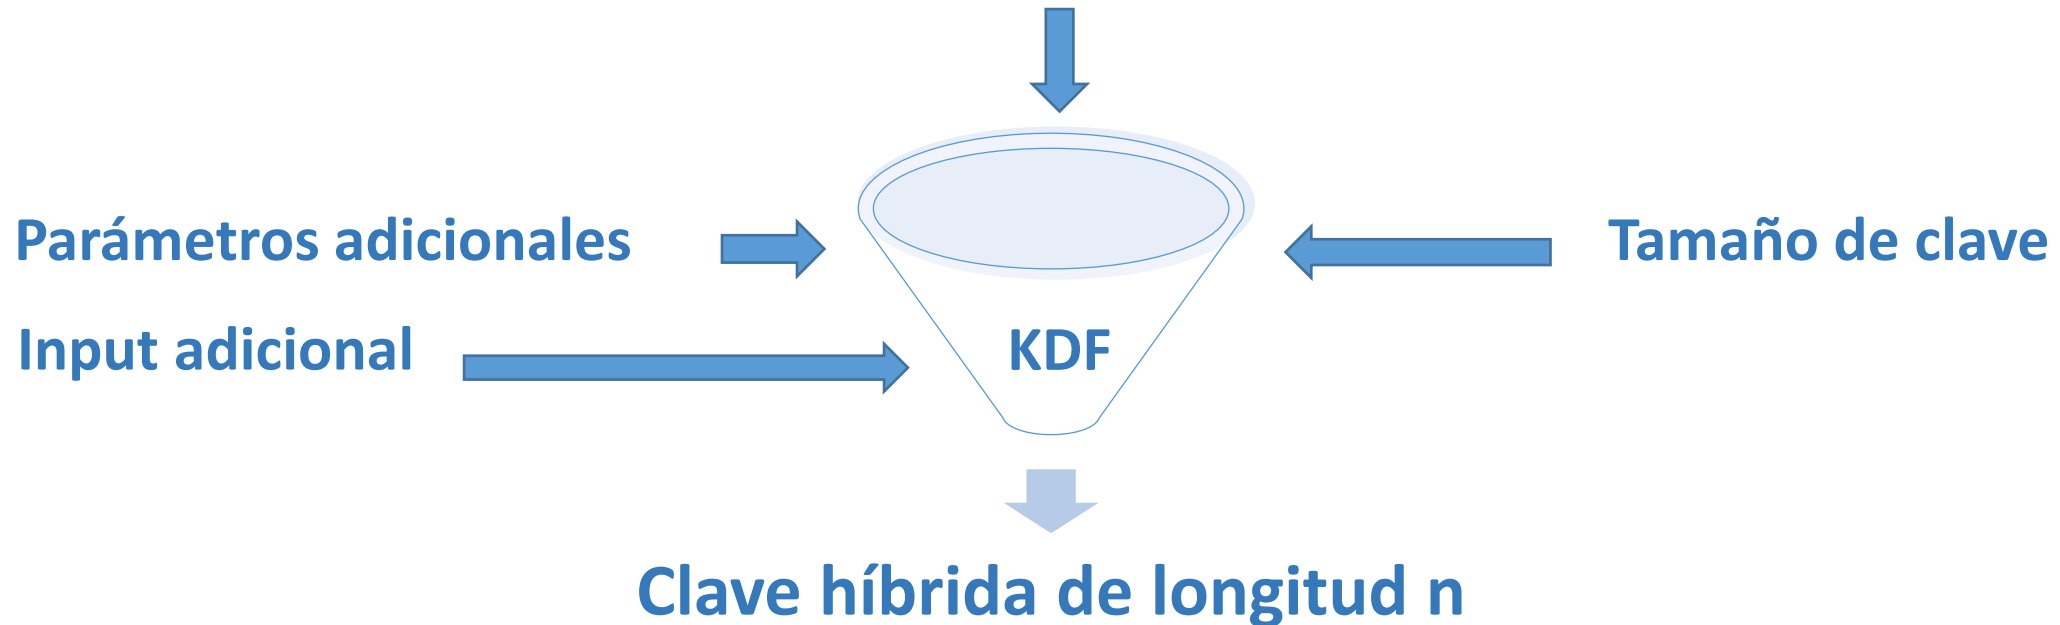 Parámetros adicionales
Tamaño de clave
Input adicional
KDF
Clave híbrida de longitud n